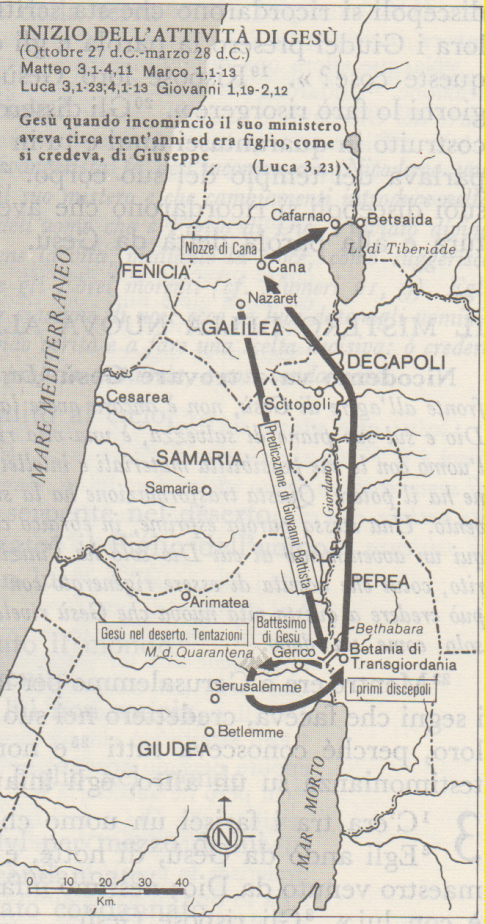 INIZIO DELL'ATTIVITÀ DI GESÙ
(Ottobre 27 d.C.-marzo 28 d.C.)
Matteo 3,1-4,11 Marco 1,1-13
Luca 3,1-23;4,1-13 Giovanni 1,19-2,12
Gesù quando incominciò il suo ministero
aveva circa trent'anni ed era figlio, come
si credeva, di Giuseppe
(Luca 3,23)
Cafarnao
Betsaida
L. di Tiberiade
Nozze di Cana
Cana
FENICIA
Nazaret
GALILEA
MARE MEDITERRANEO
DECAPOLI
Cesarea
Scitopoli
SAMARIA
Samaria
Predicazione di Giovanni Battista
Giordano
PEREA
Arimatea
Bethàbara
Gesù nel deserto. Tentazioni
Battesimo
di Gesù
M. d. Quarantena
Gerico
Betania di
Transgiordania
I primi discepoli
Gerusalemme
Betlemme
GIUDEA
MAR MORTO
N
0 10 20 30 40
Km.